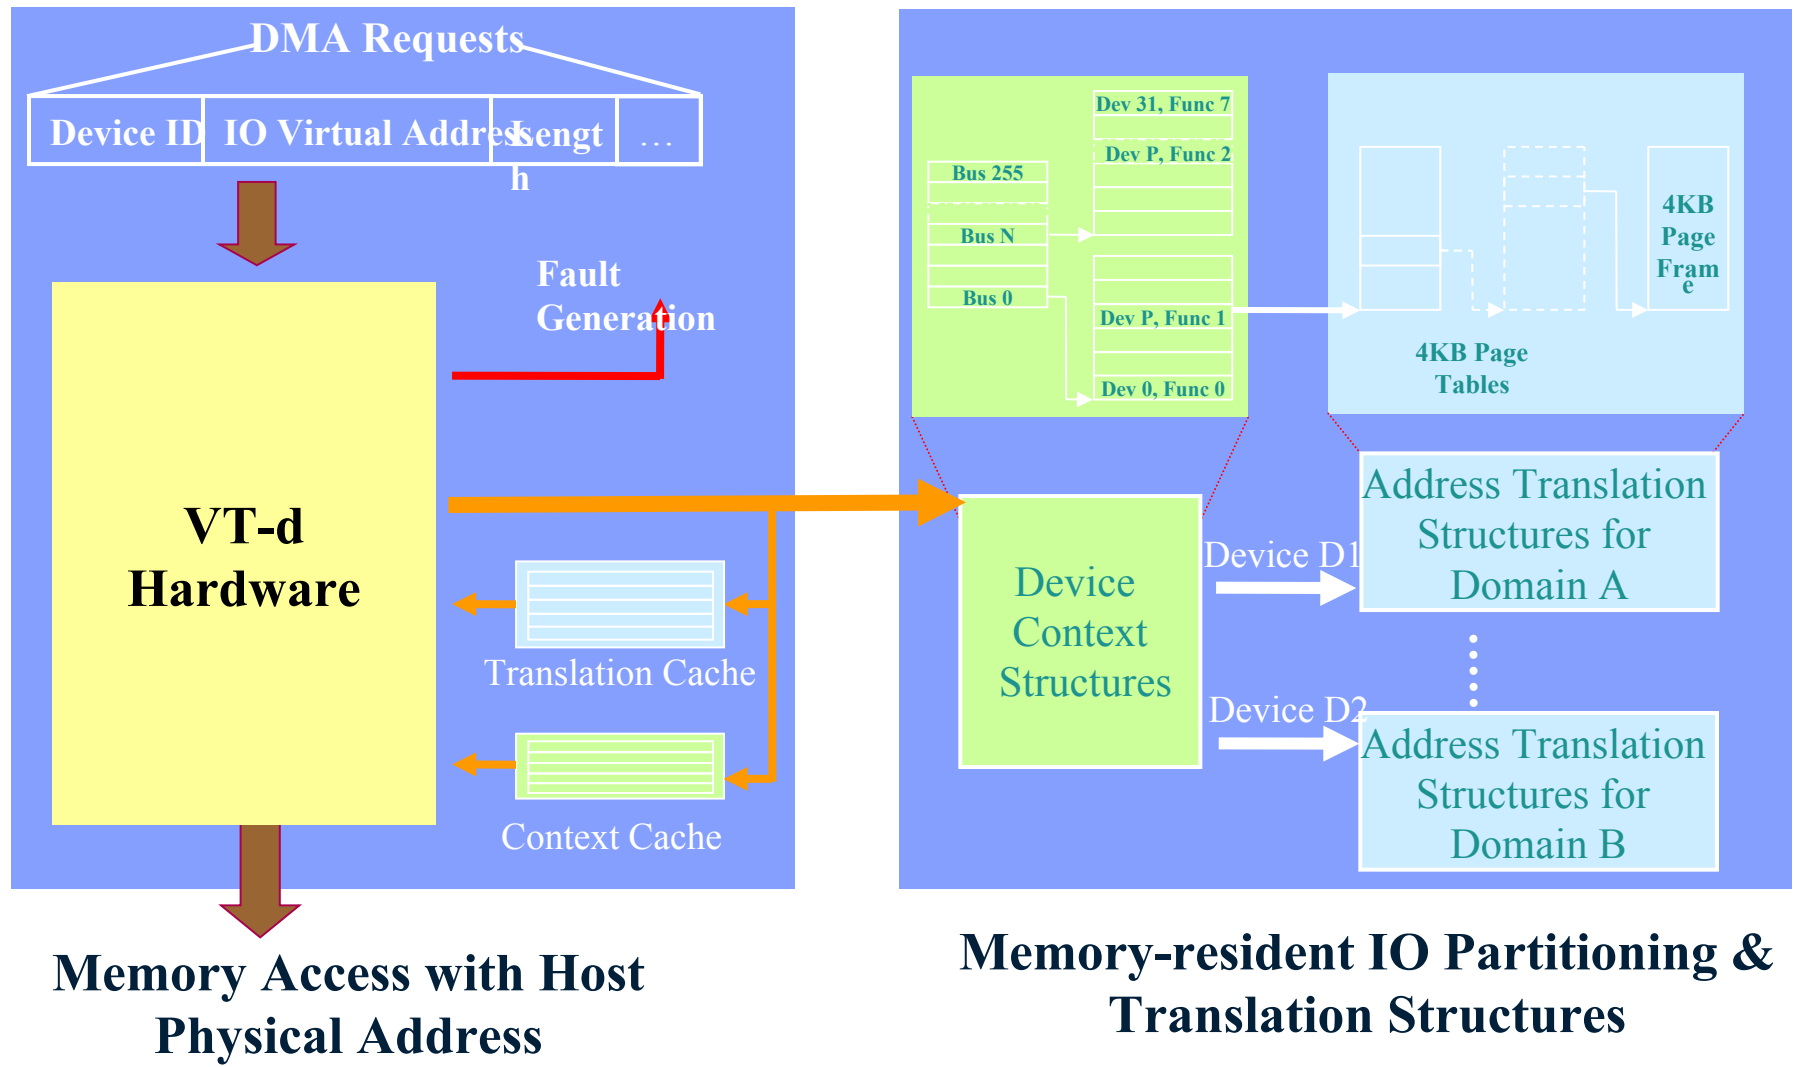 DMA Requests
Device ID
IO Virtual Address
Lengt
h
…
Fault
Generation
VT-d
Hardware
Translation Cache
Context Cache
Memory Access with Host
Physical Address
Bus 255
Bus N
Bus 0
Dev 31, Func 7
Dev P, Func 2
Dev P, Func 1
Dev 0, Func 0
4KB
Page
Fram
e
4KB Page
Tables
Device
Context
Structures
Device D1
Device D2
Address Translation
Structures for
Domain A
Address Translation
Structures for
Domain B
Memory-resident IO Partitioning &
Translation Structures